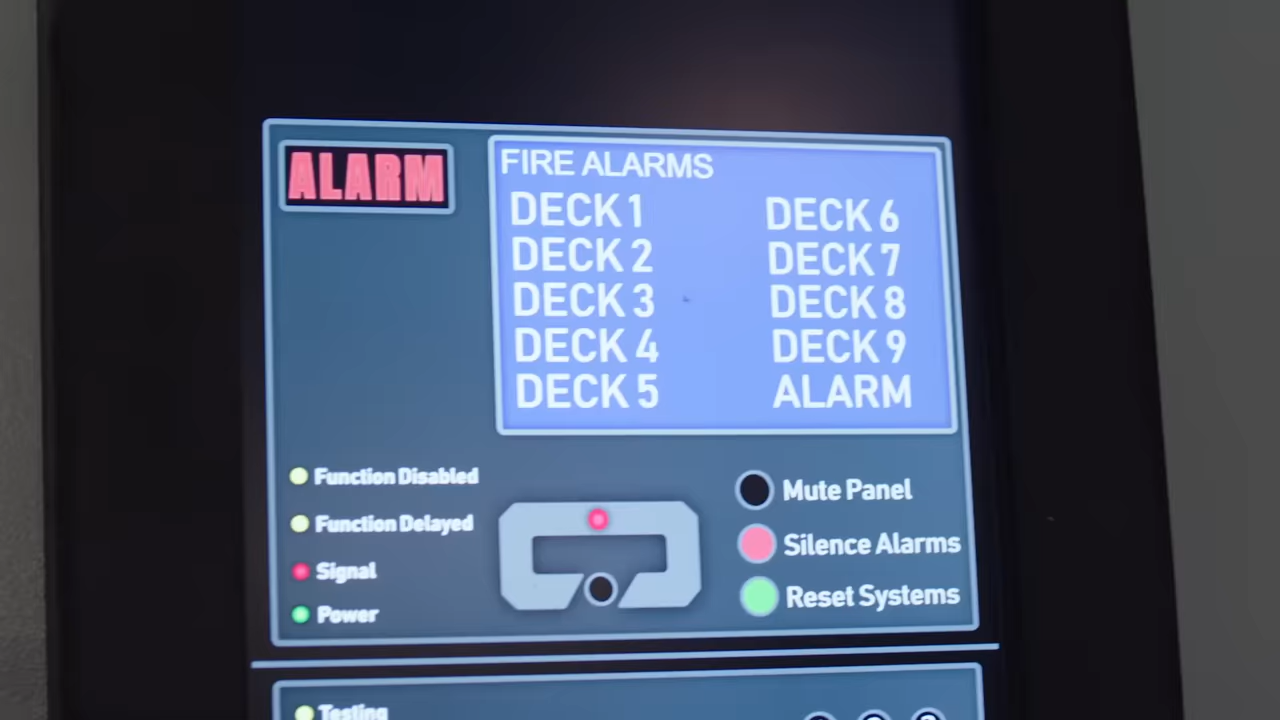 ALARM
FIRE ALARMS
DECK 1
DECK 2
DECK 3
DECK 4
DECK 5
DECK 6
DECK 7
DECK 8
DECK 9
ALARM
Function Disabled
Function Delayed
Signal
Power
Mute Panel
Silence Alarms
Reset Systems
Testing